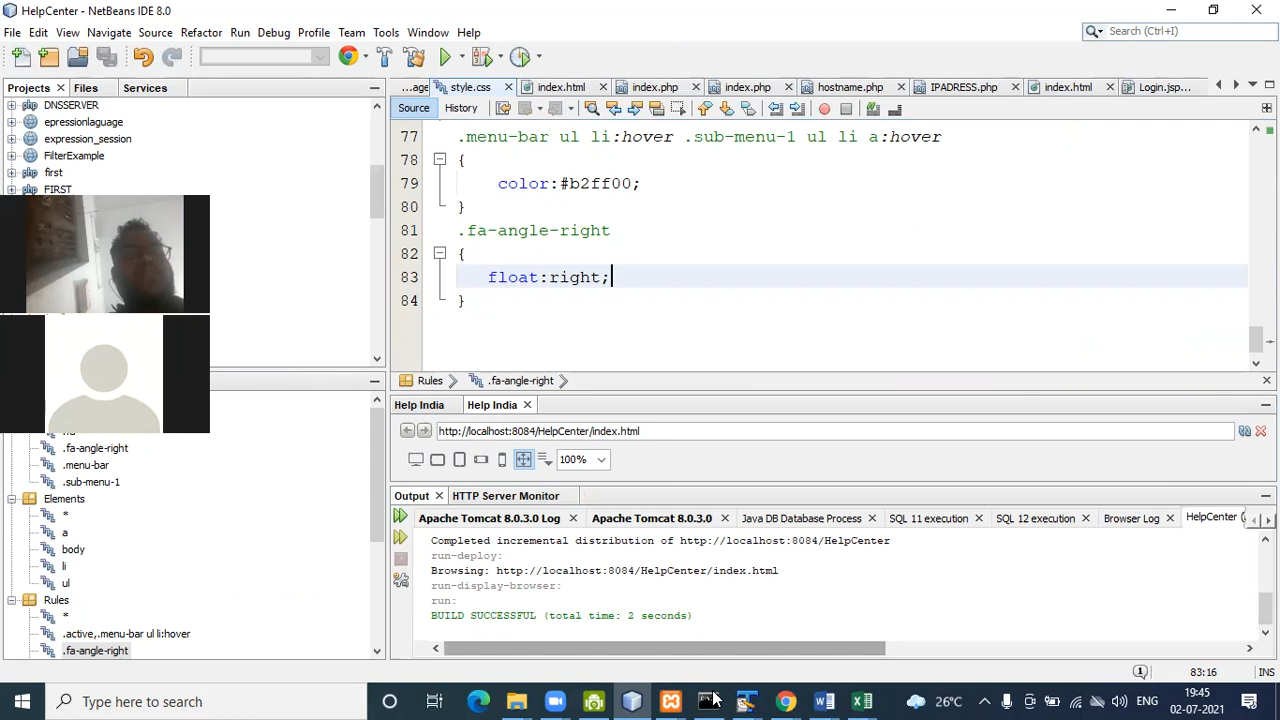 HelpCenter - NetBeans IDE 8.0
File Edit View Navigate Source Refactor Run Debug Profile Team Tools Window Help
Search (Ctrl+I)
Projects Files Services
DNSSERVER
epressionlaguage
expression_session
FilterExample
first
FIRST
...age style.css index.html index.php index.php hostname.php IPADRESS.php index.html Login.jsp...
Source History
77 .menu-bar ul li:hover .sub-menu-1 ul li a:hover
78 {
79 color:#b2ff00;
80 }
81 .fa-angle-right
82 {
83 float:right;
84 }
Rules .fa-angle-right
Help India Help India
http://localhost:8084/HelpCenter/index.html
100%
.fa-angle-right
.menu-bar
.sub-menu-1
Elements
*
a
body
li
ul
Rules
*
.active,.menu-bar ul li:hover
.fa-angle-right
Output HTTP Server Monitor
Apache Tomcat 8.0.3.0 Log Apache Tomcat 8.0.3.0 Java DB Database Process SQL 11 execution SQL 12 execution Browser Log HelpCenter (
Completed incremental distribution of http://localhost:8084/HelpCenter
run-deploy:
Browsing: http://localhost:8084/HelpCenter/index.html
run-display-browser:
run:
BUILD SUCCESSFUL (total time: 2 seconds)
83:16 INS
Type here to search
26°C
ENG
19:45
02-07-2021